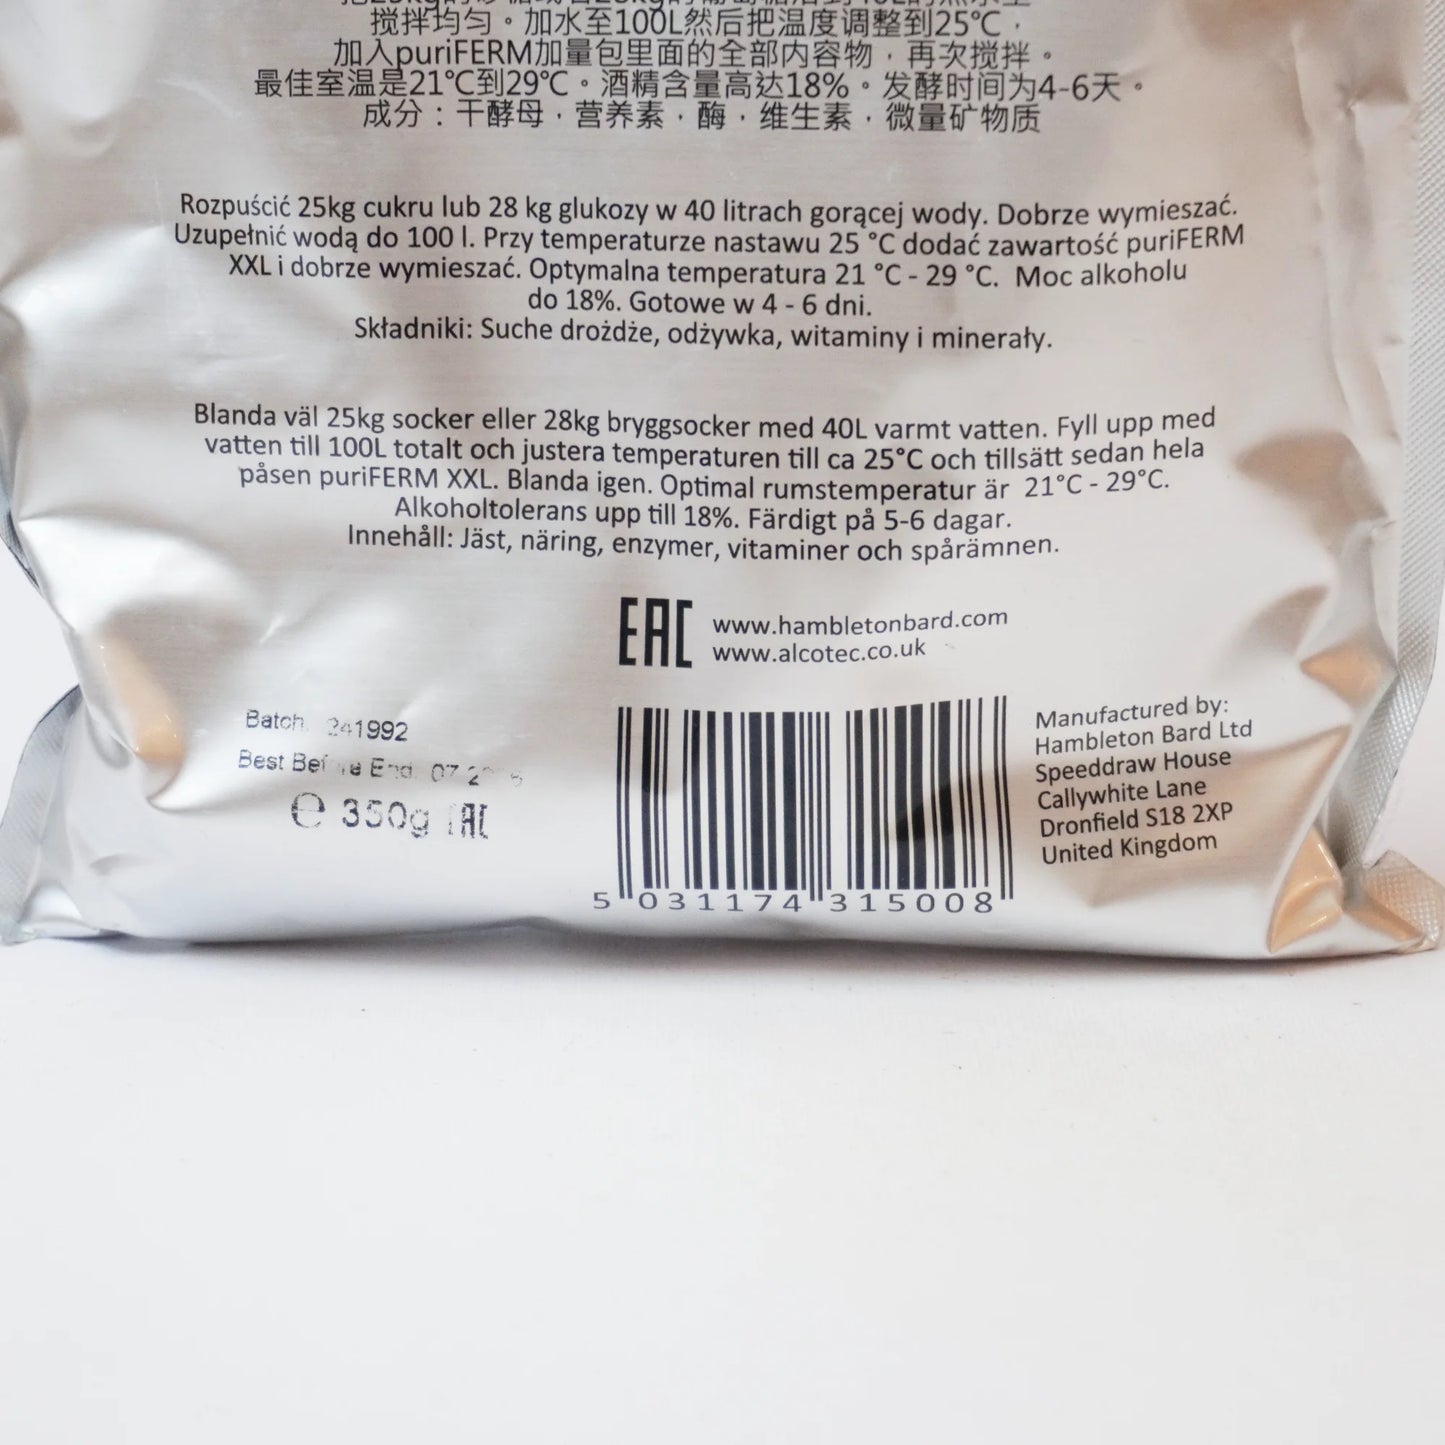 搅拌均匀。加水至100L然后把温度调整到25℃，
加入puriFERM加量包里面的全部内容物，再次搅拌。
最佳室温是21℃到29℃。酒精含量高达18%。发酵时间为4-6天。
成分：干酵母，营养素，酶，维生素，微量矿物质
Rozpuścić 25kg cukru lub 28 kg glukozy w 40 litrach gorącej wody. Dobrze wymieszać.
Uzupełnić wodą do 100 l. Przy temperaturze nastawu 25 °C dodać zawartość puriFERM
XXL i dobrze wymieszać. Optymalna temperatura 21 °C - 29 °C. Moc alkoholu
do 18%. Gotowe w 4 - 6 dni.
Składniki: Suche drożdże, odżywka, witaminy i minerały.
Blanda väl 25kg socker eller 28kg bryggsocker med 40L varmt vatten. Fyll upp med
vatten till 100L totalt och justera temperaturen till ca 25°C och tillsätt sedan hela
påsen puriFERM XXL. Blanda igen. Optimal rumstemperatur är 21°C - 29°C.
Alkoholtolerans upp till 18%. Färdigt på 5-6 dagar.
Innehåll: Jäst, näring, enzymer, vitaminer och spårämnen.
EAC
www.hambletonbard.com
www.alcotec.co.uk
Batch: 241992
Best Before End: 07
℮ 350g EAC
5 031174 315008
Manufactured by:
Hambleton Bard Ltd
Speeddraw House
Callywhite Lane
Dronfield S18 2XP
United Kingdom